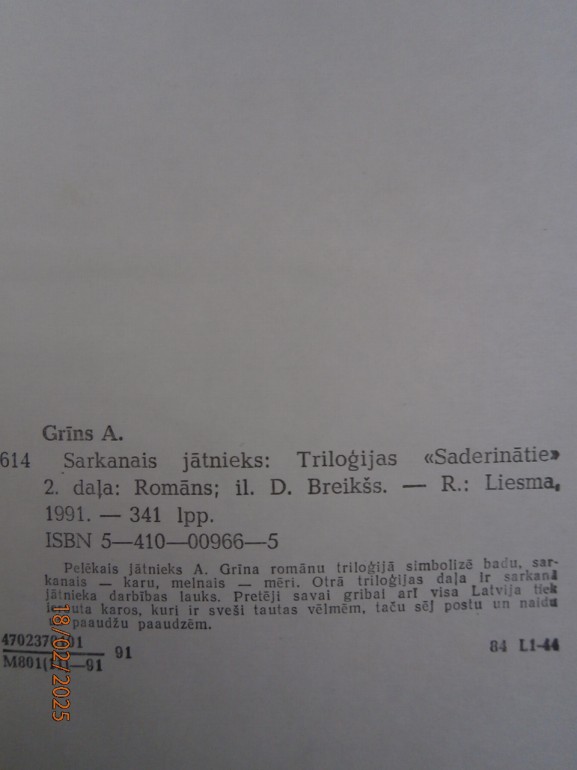 Grīns A.
614 Sarkanais jātnieks: Triloģijas «Saderinātie»
2. daļa: Romāns; il. D. Breikšs. — R.: Liesma,
1991. — 341 lpp.
ISBN 5—410—00966—5
Pelēkais jātnieks A. Grīna romānu triloģijā simbolizē badu, sar-
kanais — karu, melnais — mēri. Otrā triloģijas daļa ir sarkanā
jātnieka darbības lauks. Pretēji savai gribai arī visa Latvija tiek
karos, kuri ir sveši tautas vēlmēm, taču sēj postu un naidu
paaudžu paaudzēm.
91
84 L1-44
18/02/2025